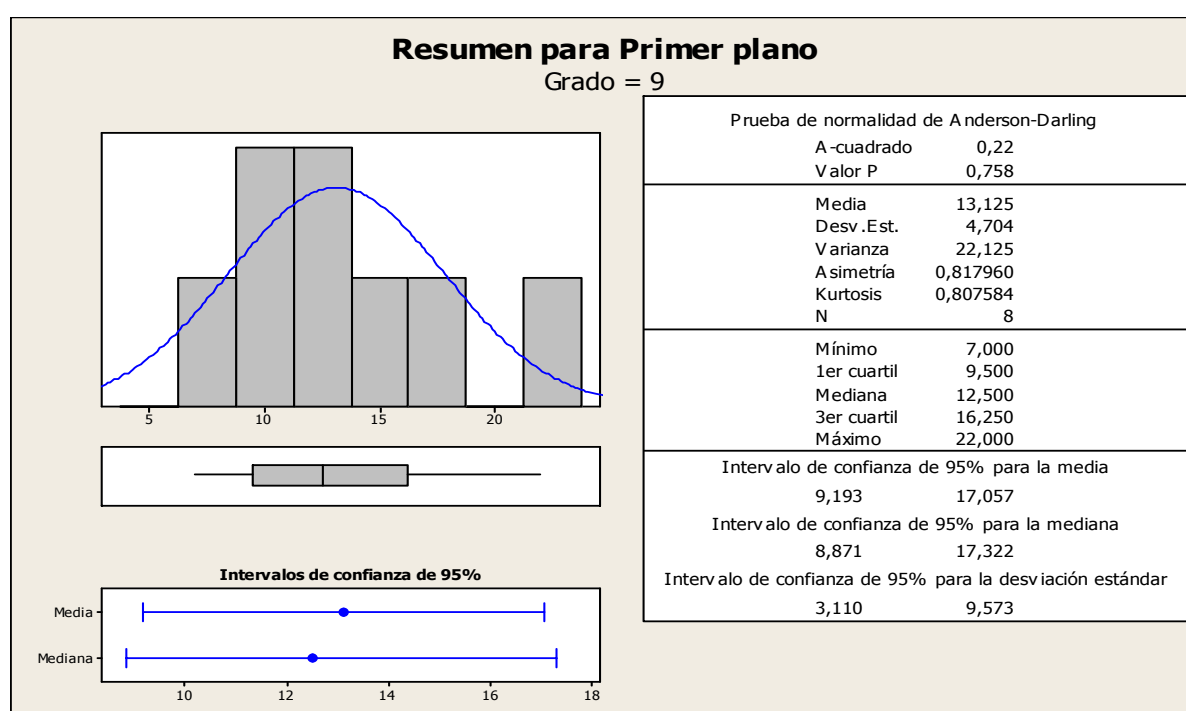 Resumen para Primer plano
Grado = 9
5 10 15 20
Intervalos de confianza de 95%
Media
Mediana
10 12 14 16 18
Prueba de normalidad de Anderson-Darling
A-cuadrado 0,22
Valor P 0,758
Media 13,125
Desv.Est. 4,704
Varianza 22,125
Asimetría 0,817960
Kurtosis 0,807584
N 8
Mínimo 7,000
1er cuartil 9,500
Mediana 12,500
3er cuartil 16,250
Máximo 22,000
Intervalo de confianza de 95% para la media
9,193 17,057
Intervalo de confianza de 95% para la mediana
8,871 17,322
Intervalo de confianza de 95% para la desviación estándar
3,110 9,573